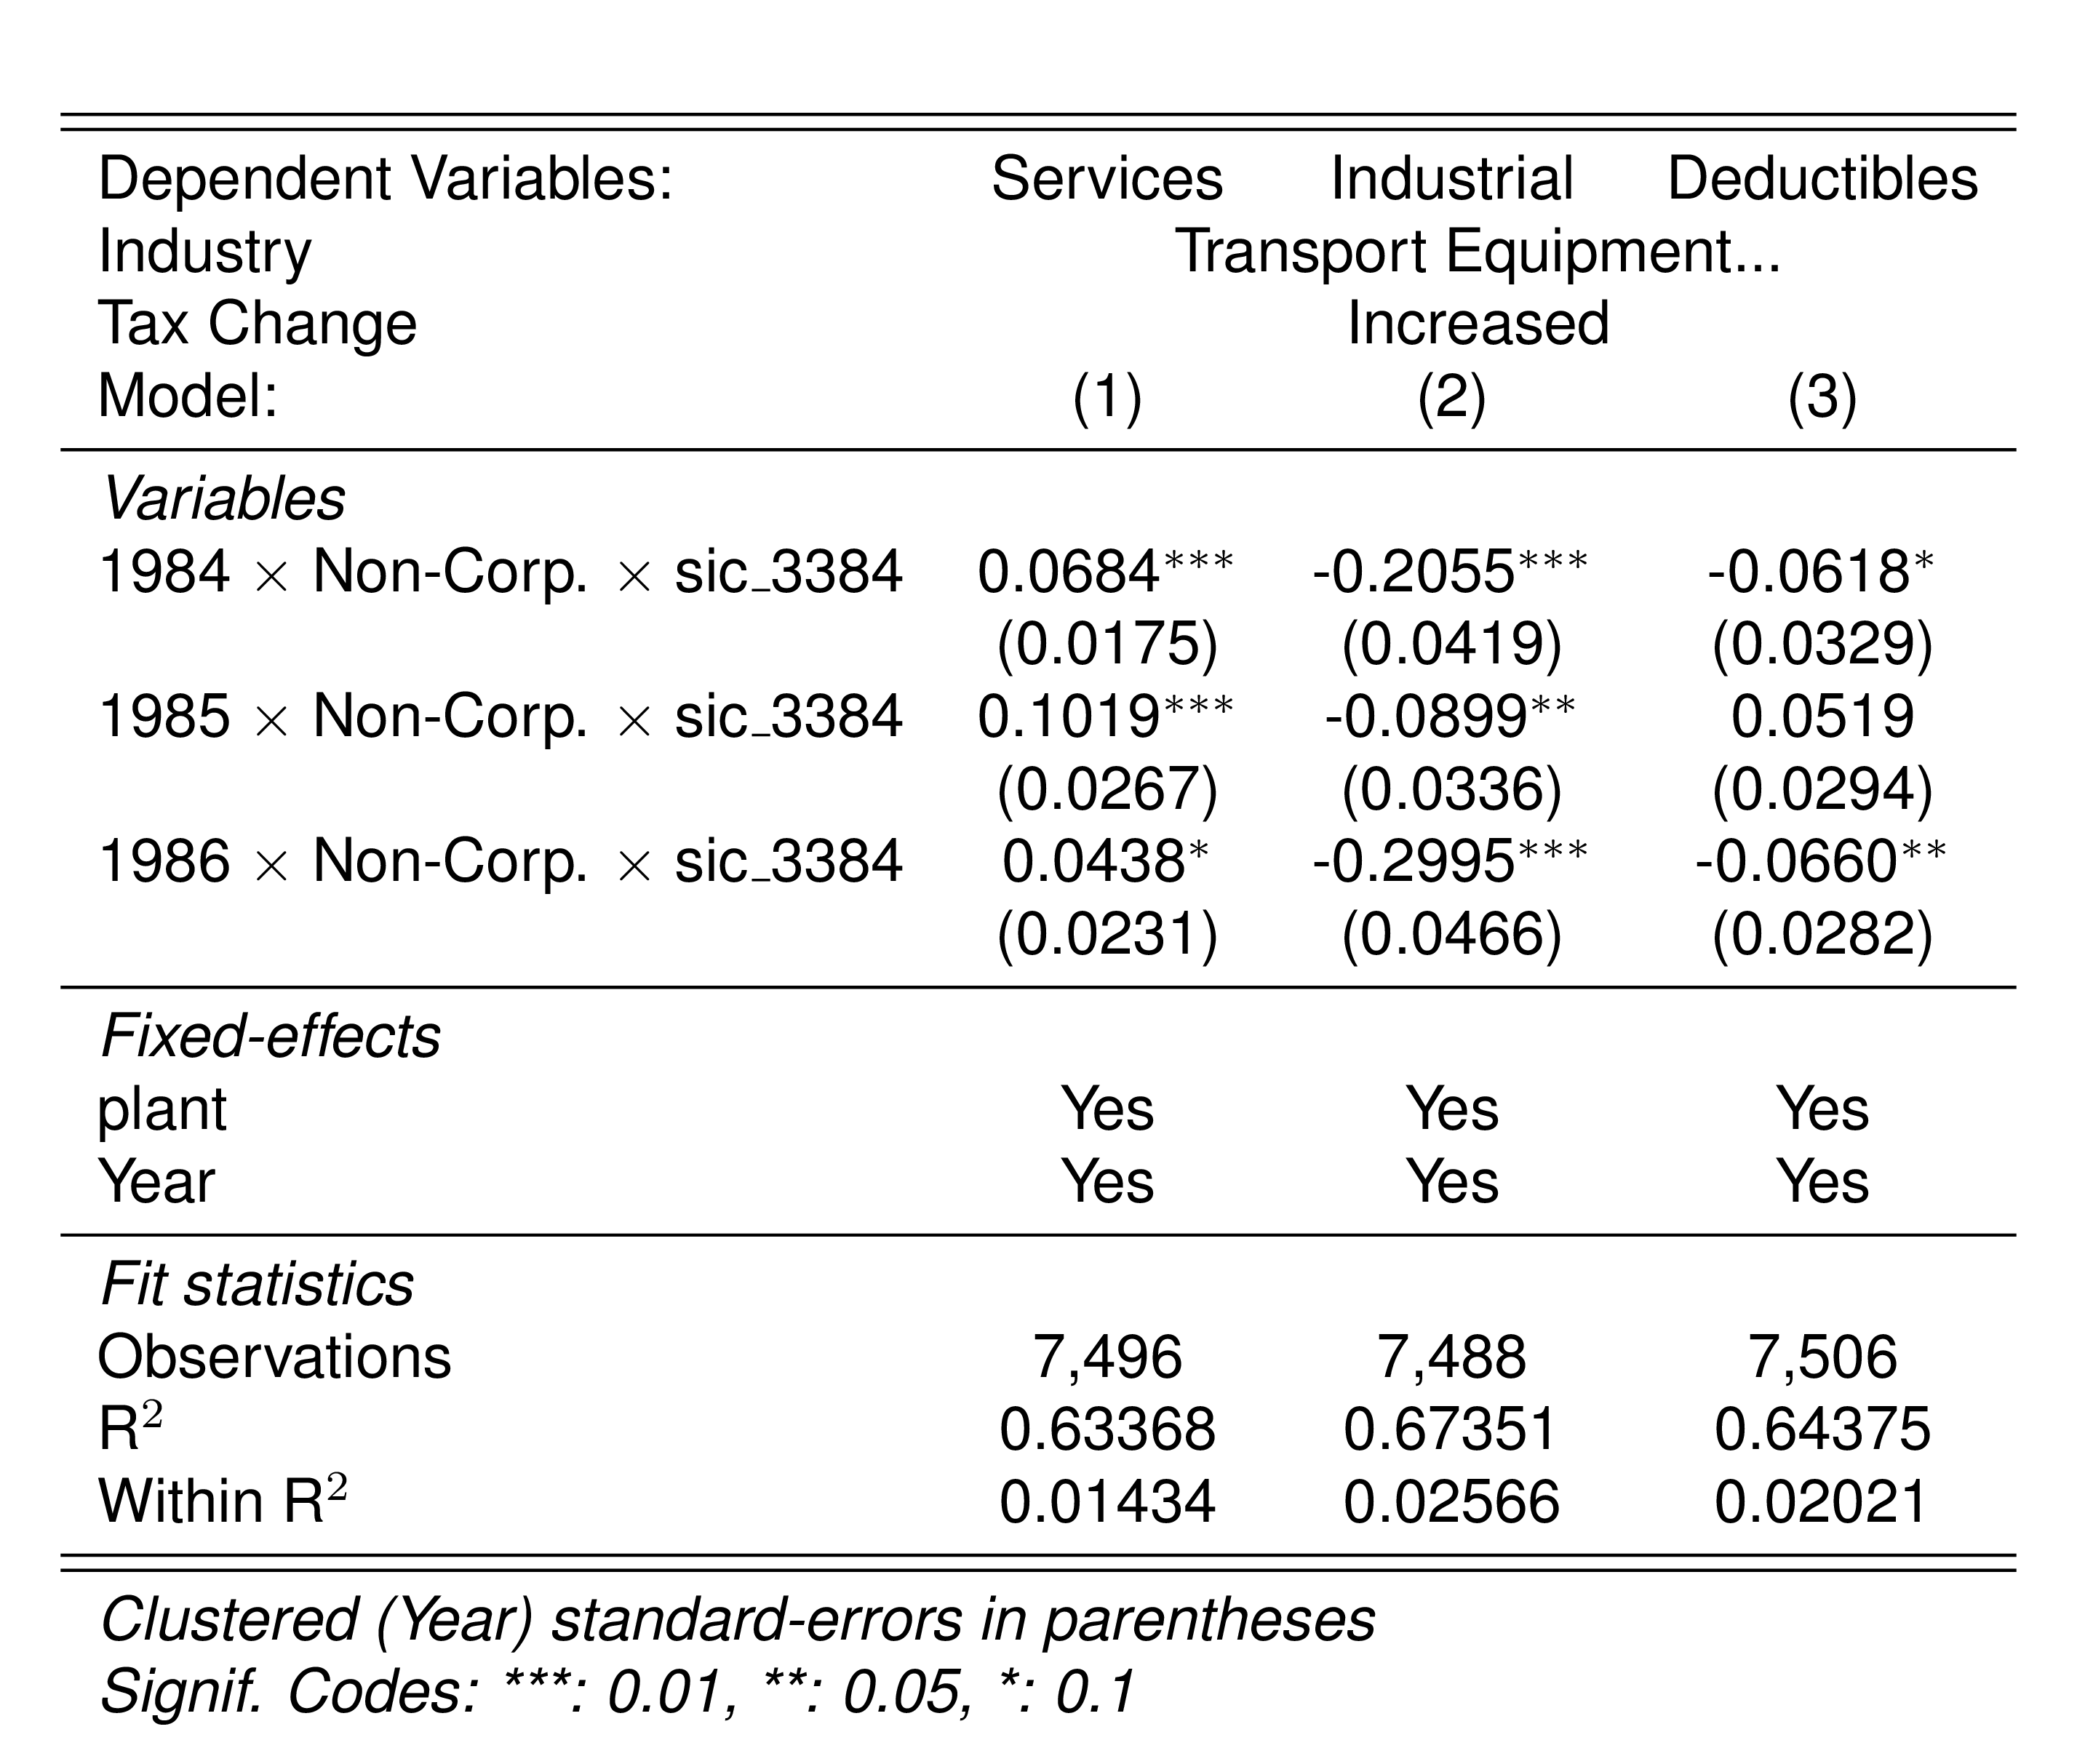 Dependent Variables: Services Industrial Deductibles
Industry Transport Equipment...
Tax Change Increased
Model: (1) (2) (3)
Variables
1984 × Non-Corp. × sic_3384 0.0684*** -0.2055*** -0.0618*
(0.0175) (0.0419) (0.0329)
1985 × Non-Corp. × sic_3384 0.1019*** -0.0899** 0.0519
(0.0267) (0.0336) (0.0294)
1986 × Non-Corp. × sic_3384 0.0438* -0.2995*** -0.0660**
(0.0231) (0.0466) (0.0282)
Fixed-effects
plant Yes Yes Yes
Year Yes Yes Yes
Fit statistics
Observations 7,496 7,488 7,506
R² 0.63368 0.67351 0.64375
Within R² 0.01434 0.02566 0.02021
Clustered (Year) standard-errors in parentheses
Signif. Codes: ***: 0.01, **: 0.05, *: 0.1